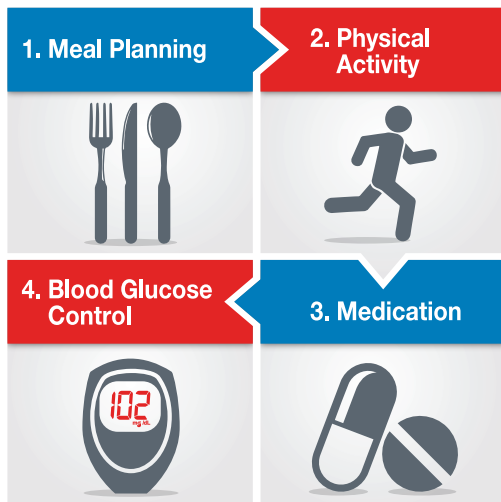 1. Meal Planning
2. Physical
Activity
4. Blood Glucose
Control
3. Medication
102
mg/dL